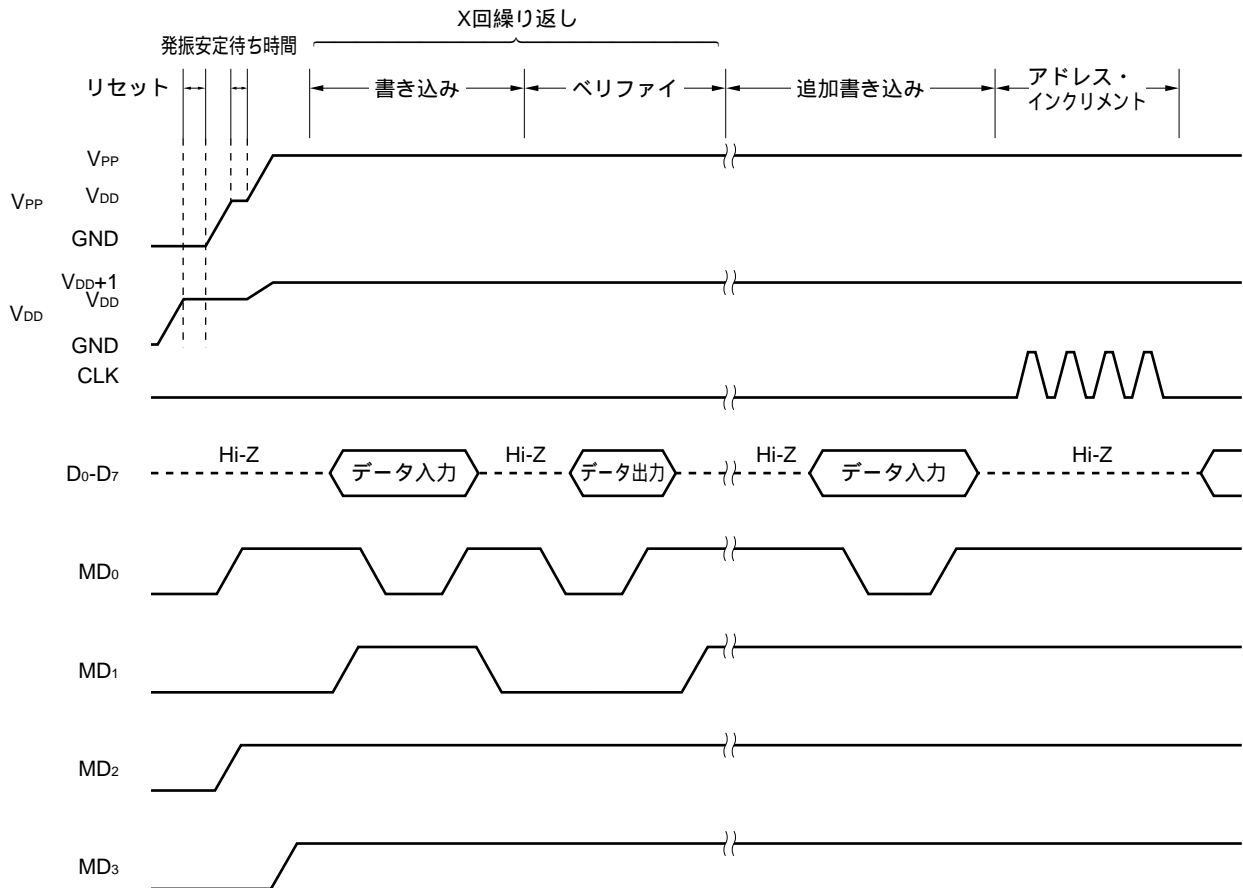 X回繰り返し
発振安定待ち時間
リセット
書き込み
ベリファイ
追加書き込み
アドレス・
インクリメント
VPP
VPP
VDD
GND
VDD
VDD+1
VDD
GND
CLK
D0-D7
Hi-Z
データ入力
Hi-Z
データ出力
Hi-Z
データ入力
Hi-Z
MD0
MD1
MD2
MD3